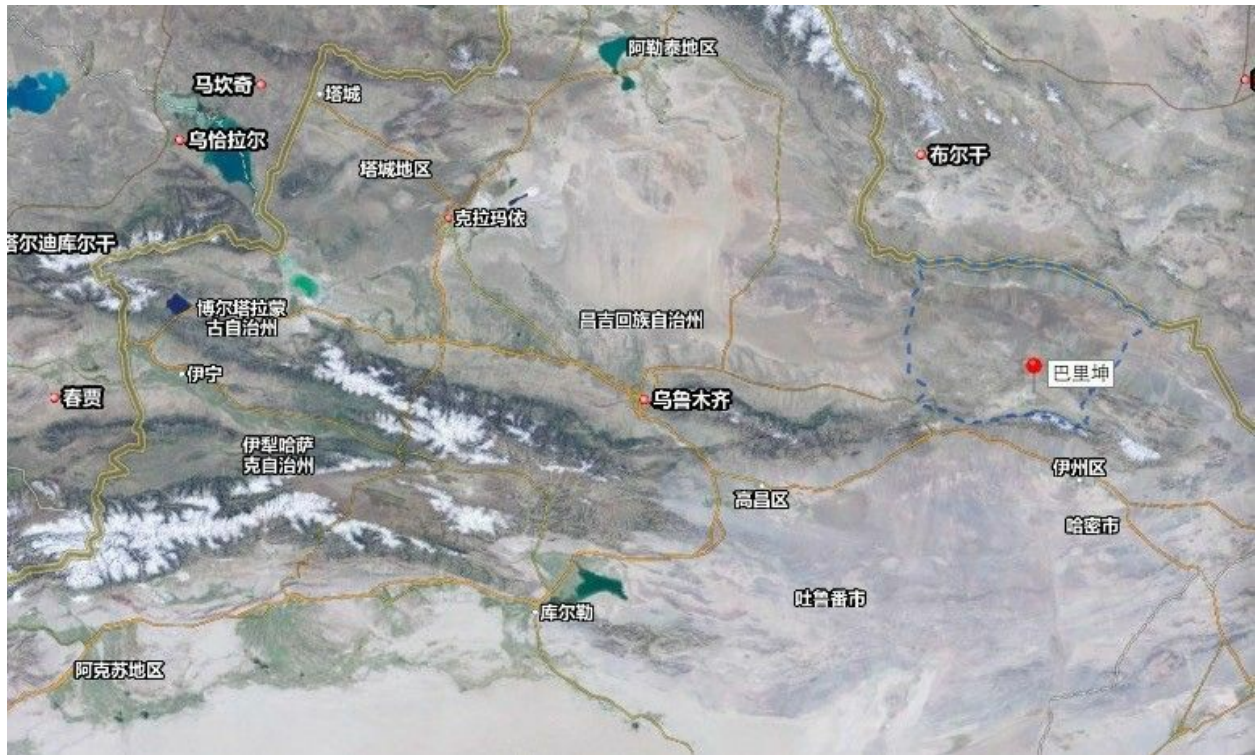 阿勒泰地区
马坎奇
塔城
乌恰拉尔
布尔干
塔城地区
克拉玛依
塔尔迪库尔干
博尔塔拉蒙
古自治州
昌吉回族自治州
伊宁
巴里坤
春贾
乌鲁木齐
伊犁哈萨
克自治州
伊州区
高昌区
哈密市
吐鲁番市
库尔勒
阿克苏地区